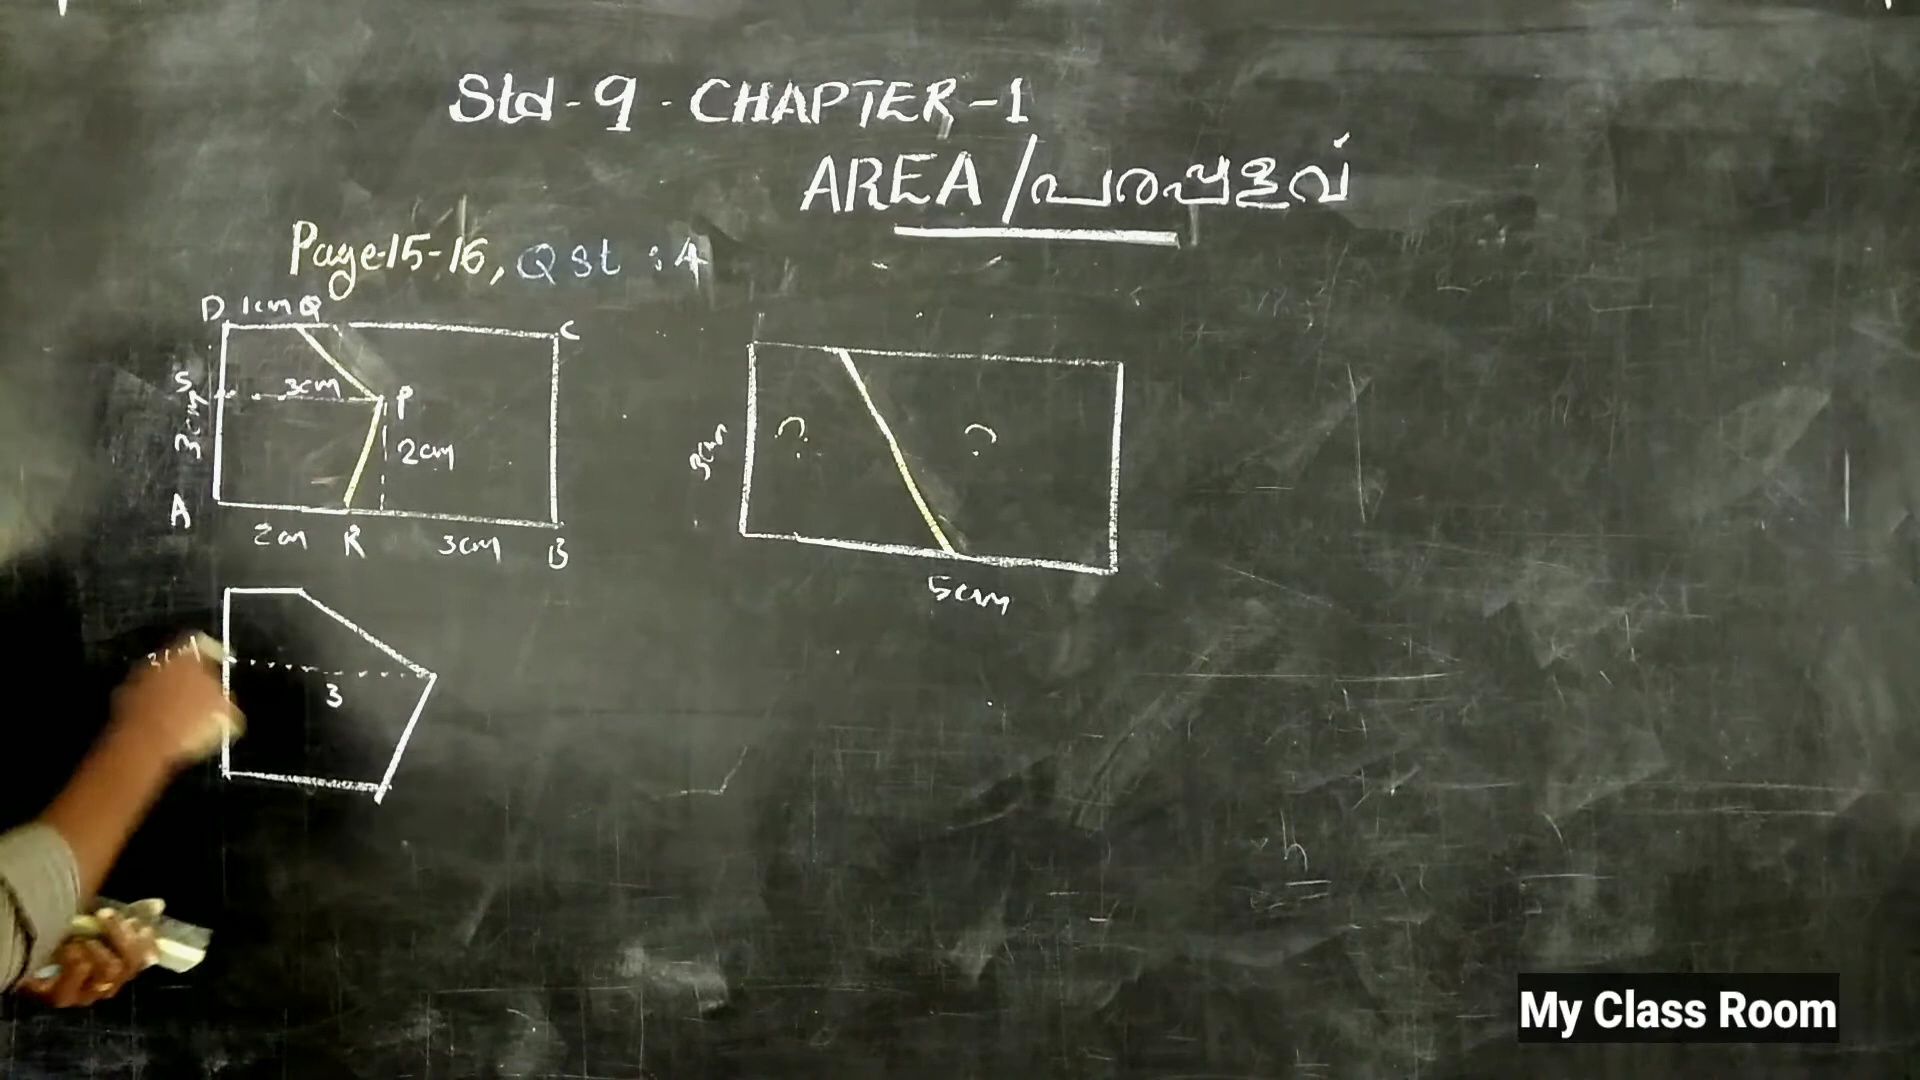 Std-9-CHAPTER-1
AREA/പരപ്പളവ്
Page-15-16, Qst:4
D 1cm Q
C
S 3cm P
3cm
2cm
A
2cm R 3cm B
3cm
? ?
5cm
3
My Class Room